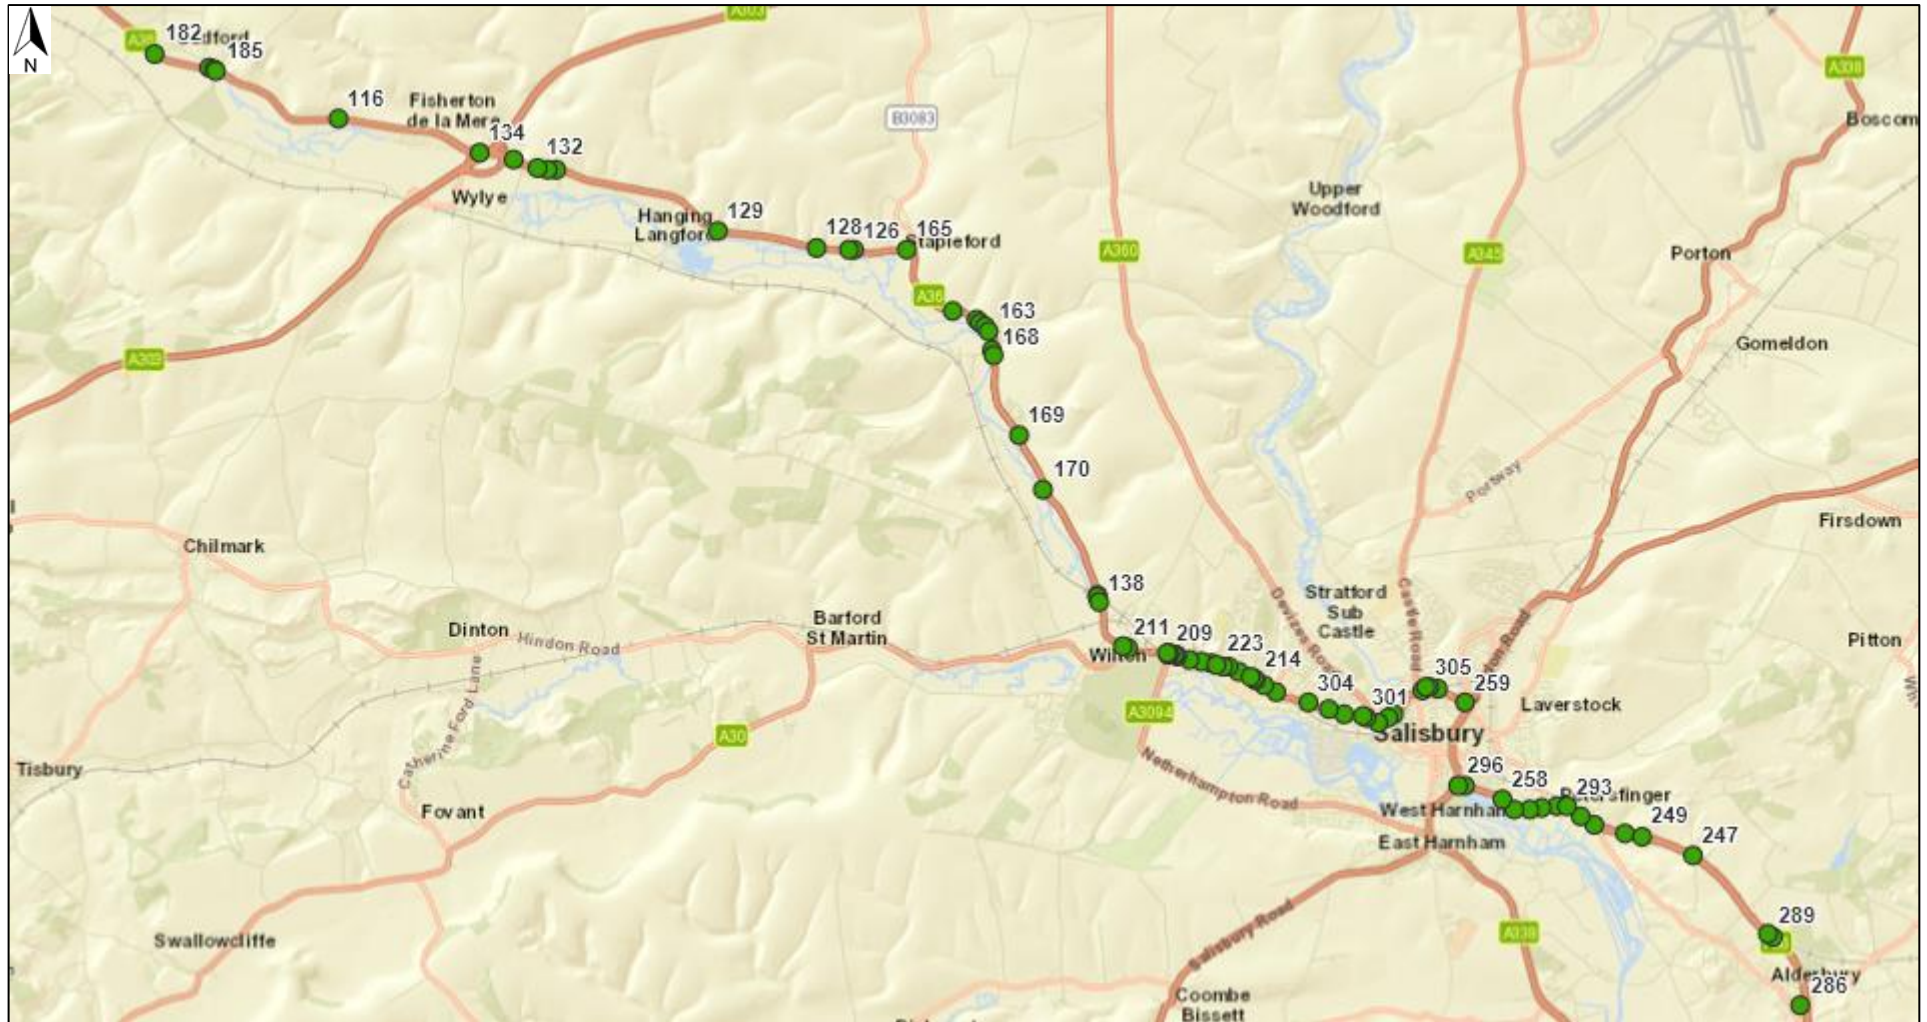 A303
182
185
A338
N
116
Fisherton
de la Mere
B3083
Boscom
134
132
Wylye
Upper
Woodford
Hanging
Langford
129
128
126
165
Stapleford
A360
A345
Porton
A36
163
168
Gomeldon
A303
169
170
Portway
Firsdown
Chilmark
138
Castle Road
Devizes Road
Stratford
Sub
Castle
Barford
St Martin
Dinton
Hindon Road
Pitton
211
209
Wilton
223
214
304
301
305
259
Laverstock
A3094
Salisbury
A30
Catherine Ford Lane
Tisbury
Netherhampton Road
296
258
293
Petersfinger
Fovant
West Harnham
249
East Harnham
247
289
Salisbury Road
A338
Swallowcliffe
Alderbury
286
Coombe
Bissett